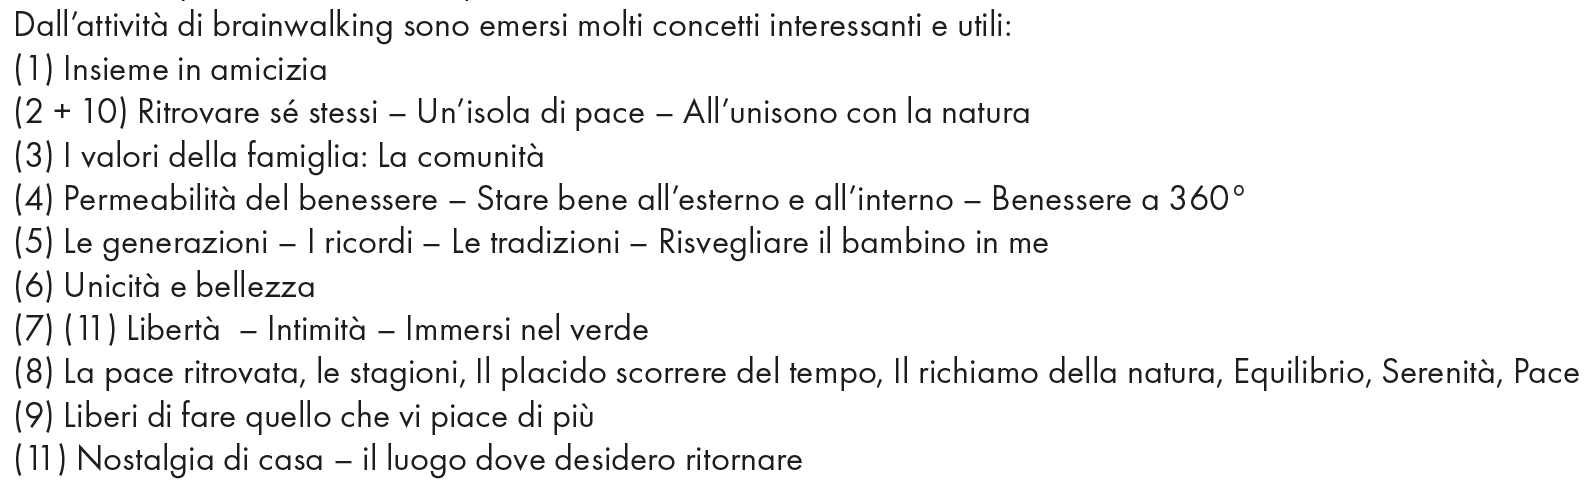 Dall'attività di brainwalking sono emersi molti concetti interessanti e utili:
(1) Insieme in amicizia
(2 + 10) Ritrovare sé stessi – Un'isola di pace – All'unisono con la natura
(3) I valori della famiglia: La comunità
(4) Permeabilità del benessere – Stare bene all'esterno e all'interno – Benessere a 360°
(5) Le generazioni – I ricordi – Le tradizioni – Risvegliare il bambino in me
(6) Unicità e bellezza
(7) (11) Libertà  – Intimità – Immersi nel verde
(8) La pace ritrovata, le stagioni, Il placido scorrere del tempo, Il richiamo della natura, Equilibrio, Serenità, Pace
(9) Liberi di fare quello che vi piace di più
(11) Nostalgia di casa – il luogo dove desidero ritornare